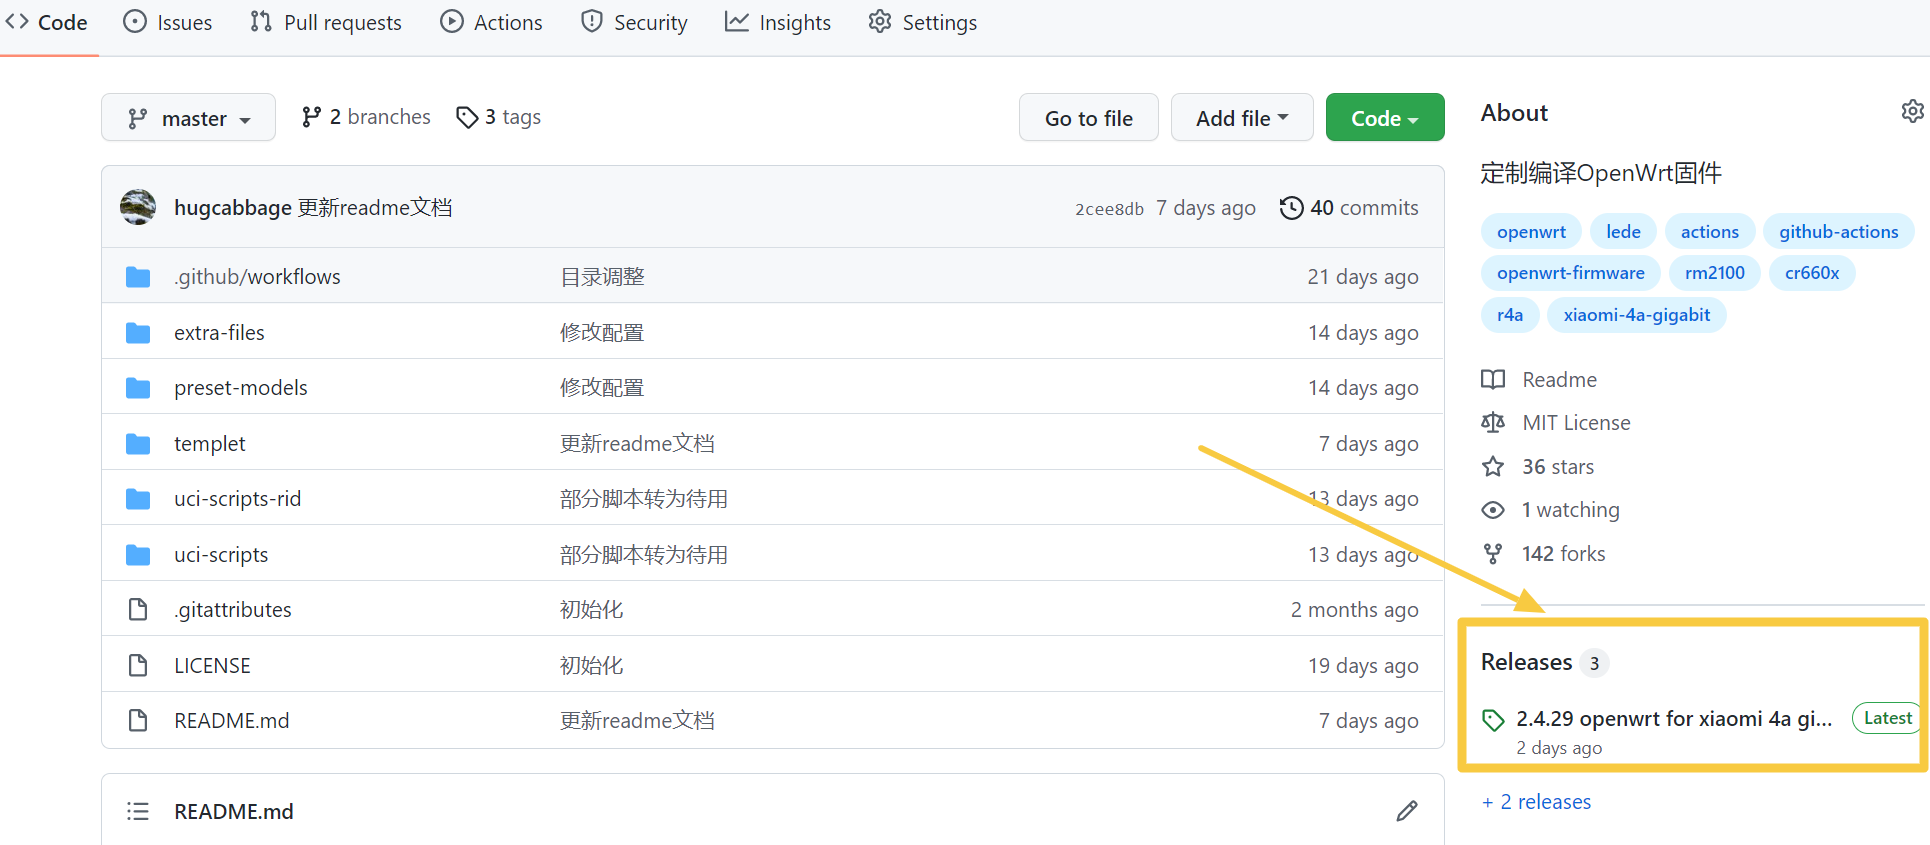 Code Issues Pull requests Actions Security Insights Settings
master 2 branches 3 tags Go to file Add file Code
hugcabbage 更新readme文档 2cee8db 7 days ago 40 commits
.github/workflows 目录调整 21 days ago
extra-files 修改配置 14 days ago
preset-models 修改配置 14 days ago
templet 更新readme文档 7 days ago
uci-scripts-rid 部分脚本转为待用 13 days ago
uci-scripts 部分脚本转为待用 13 days ago
.gitattributes 初始化 2 months ago
LICENSE 初始化 19 days ago
README.md 更新readme文档 7 days ago
README.md
About
定制编译OpenWrt固件
openwrt lede actions github-actions
openwrt-firmware rm2100 cr660x
r4a xiaomi-4a-gigabit
Readme
MIT License
36 stars
1 watching
142 forks
Releases 3
2.4.29 openwrt for xiaomi 4a gi... Latest
2 days ago
+ 2 releases